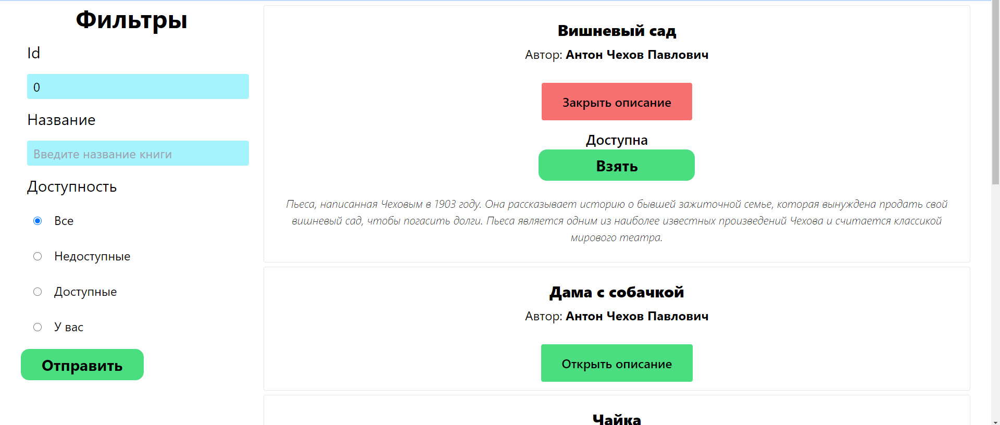 Фильтры
Id
0
Название
Введите название книги
Доступность
Все
Недоступные
Доступные
У вас
Отправить
Вишневый сад
Автор: Антон Чехов Павлович
Закрыть описание
Доступна
Взять
Пьеса, написанная Чеховым в 1903 году. Она рассказывает историю о бывшей зажиточной семье, которая вынуждена продать свой
вишневый сад, чтобы погасить долги. Пьеса является одним из наиболее известных произведений Чехова и считается классикой
мирового театра.
Дама с собачкой
Автор: Антон Чехов Павлович
Открыть описание
Чайка